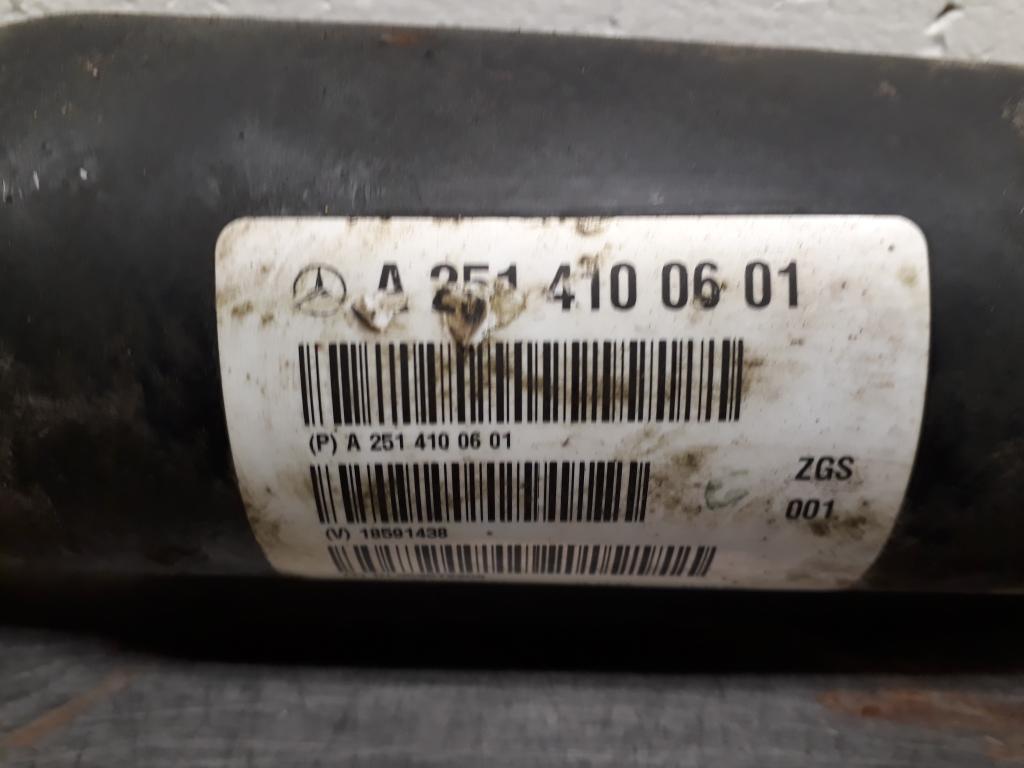 A 251 410 06 01
(P) A 251 410 06 01
ZGS
001
(V) 18591438